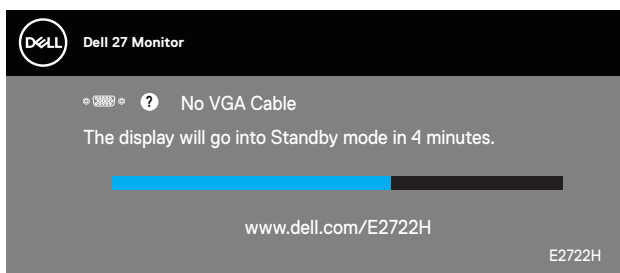 DELL
Dell 27 Monitor
? No VGA Cable
The display will go into Standby mode in 4 minutes.
www.dell.com/E2722H
E2722H